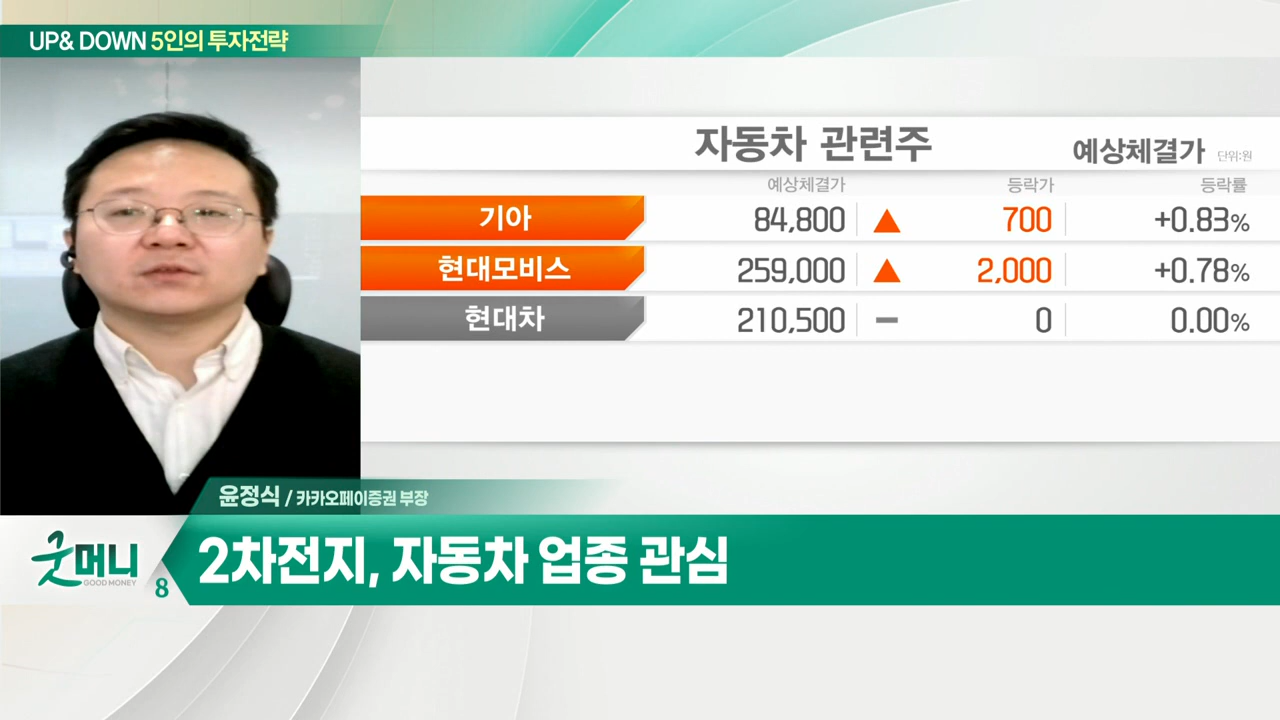 UP& DOWN 5인의 투자전략
자동차 관련주
예상체결가 단위:원
예상체결가 등락가 등락률
기아 84,800 ▲ 700 +0.83%
현대모비스 259,000 ▲ 2,000 +0.78%
현대차 210,500 – 0 0.00%
윤정식 / 카카오페이증권 부장
굿머니
GOOD MONEY
8
2차전지, 자동차 업종 관심